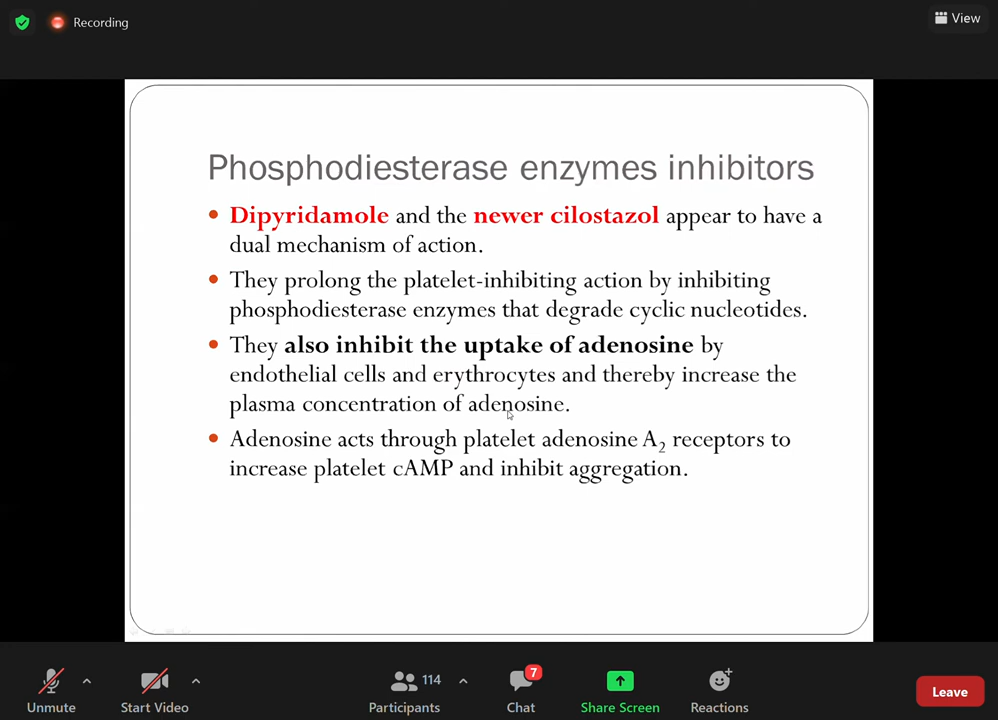 Recording
View
Phosphodiesterase enzymes inhibitors
• Dipyridamole and the newer cilostazol appear to have a
dual mechanism of action.
• They prolong the platelet-inhibiting action by inhibiting
phosphodiesterase enzymes that degrade cyclic nucleotides.
• They also inhibit the uptake of adenosine by
endothelial cells and erythrocytes and thereby increase the
plasma concentration of adenosine.
• Adenosine acts through platelet adenosine A₂ receptors to
increase platelet cAMP and inhibit aggregation.
114
7
Unmute
Start Video
Participants
Chat
Share Screen
Reactions
Leave